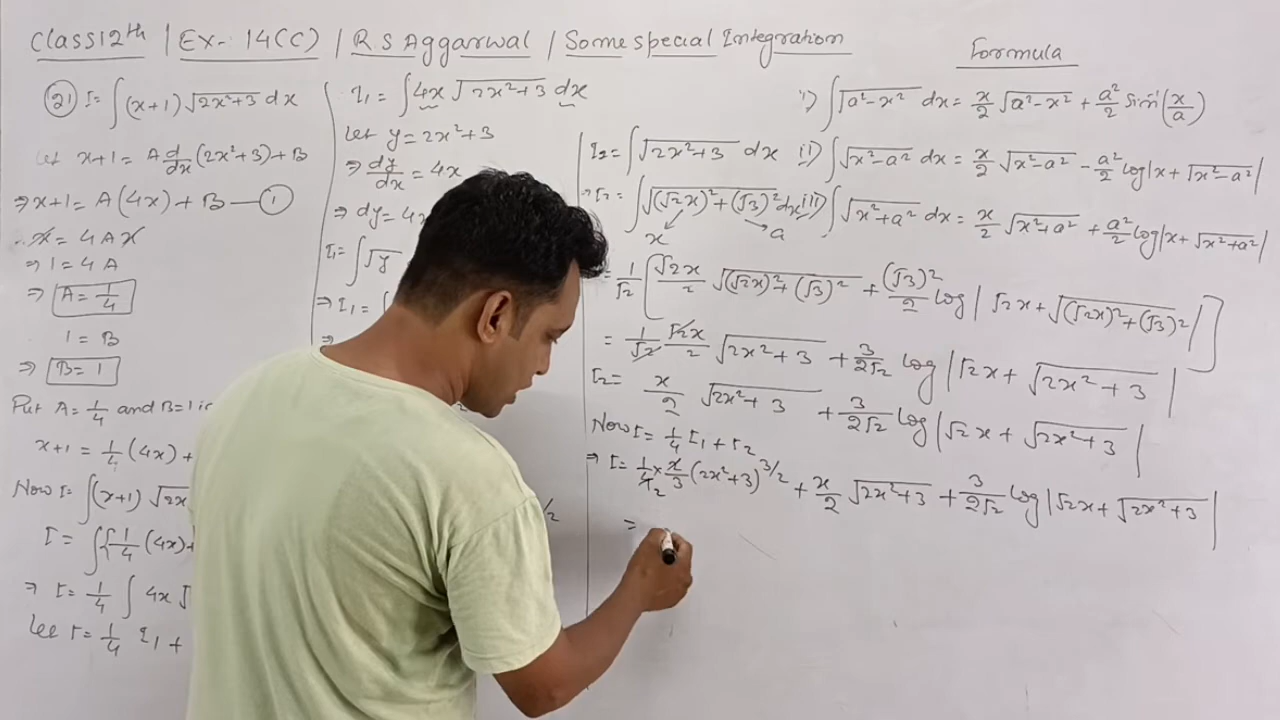 Class 12th | EX- 14(C) | R S Aggarwal | Some special Integration
(21) I = ∫(x+1)√(2x²+3) dx
Let x+1 = A d/dx (2x²+3) + B
⇒ x+1 = A(4x) + B — (1)
∴ x = 4Ax
⇒ 1 = 4A
⇒ A = 1/4
1 = B
⇒ B = 1
Put A = 1/4 and B=1 i
x+1 = 1/4 (4x) +
Now I = ∫(x+1) √2x
I = ∫{1/4 (4x)+
⇒ I = 1/4 ∫ 4x √
Let I = 1/4 I₁ +
I₁ = ∫4x √(2x²+3) dx
Let y = 2x²+3
⇒ dy/dx = 4x
⇒ dy = 4x
I₁ = ∫√y
⇒ I₁ = ∫
⇒
/2
I₂ = ∫√(2x²+3) dx
⇒ I₂ = ∫√((√2x)² + (√3)²) dx
x a
= 1/√2 [√2x/2 √((√2x)² + (√3)²) + (√3)²/2 log | √2x + √((√2x)² + (√3)²) | ]
= 1/√2 √2x/2 √(2x²+3) + 3/2√2 log | √2x + √(2x²+3) |
I₂ = x/2 √(2x²+3) + 3/2√2 log | √2x + √(2x²+3) |
Now I = 1/4 I₁ + I₂
⇒ I = 1/4 × 2/3 (2x²+3)^3/2 + x/2 √(2x²+3) + 3/2√2 log | √2x + √(2x²+3) |
2
=
Formula
i) ∫√(a²-x²) dx = x/2 √(a²-x²) + a²/2 Sin⁻¹(x/a)
ii) ∫√(x²-a²) dx = x/2 √(x²-a²) - a²/2 log | x + √(x²-a²) |
iii) ∫√(x²+a²) dx = x/2 √(x²+a²) + a²/2 log | x + √(x²+a²) |